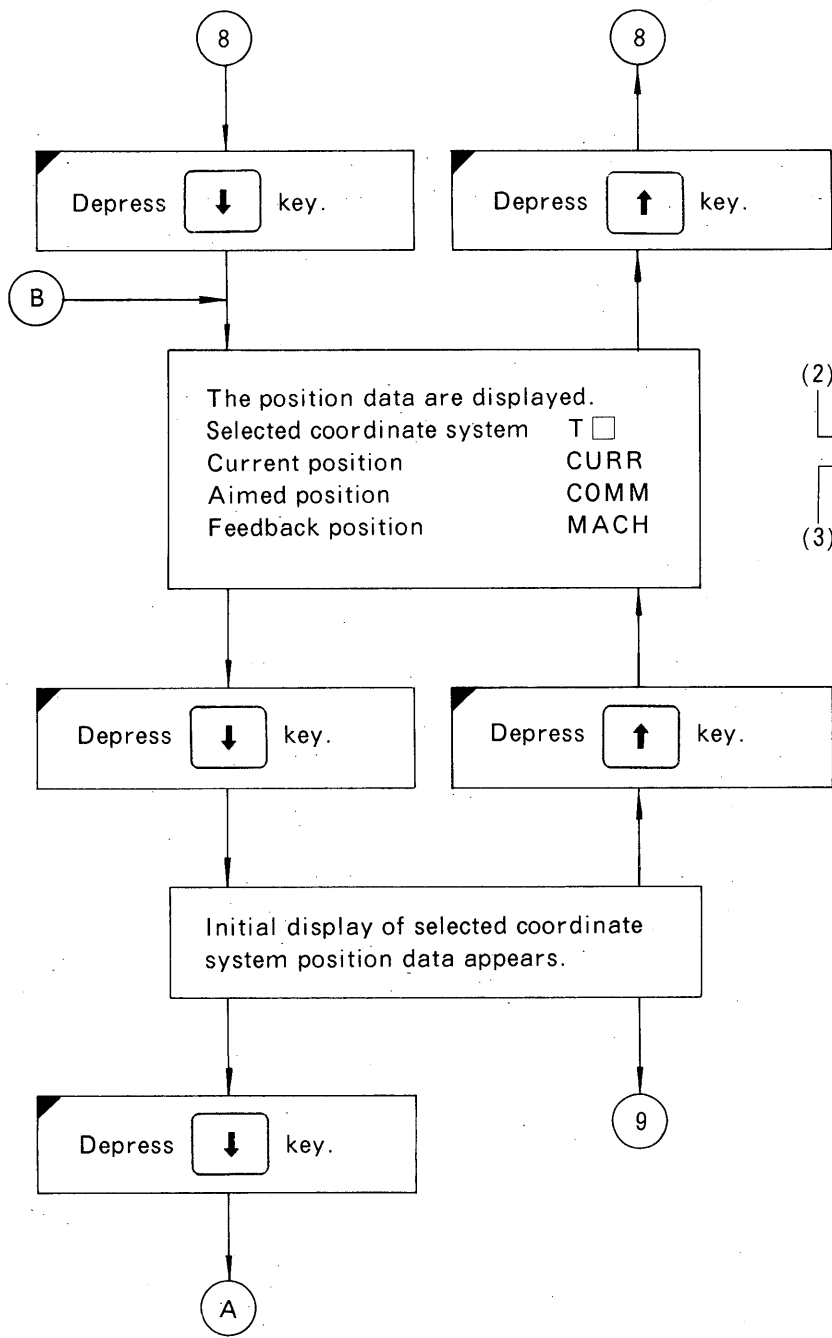 8
8
Depress ↓ key.
Depress ↑ key.
B
The position data are displayed.
Selected coordinate system T □
Current position CURR
Aimed position COMM
Feedback position MACH
(2)
(3)
Depress ↓ key.
Depress ↑ key.
Initial display of selected coordinate
system position data appears.
Depress ↓ key.
9
A